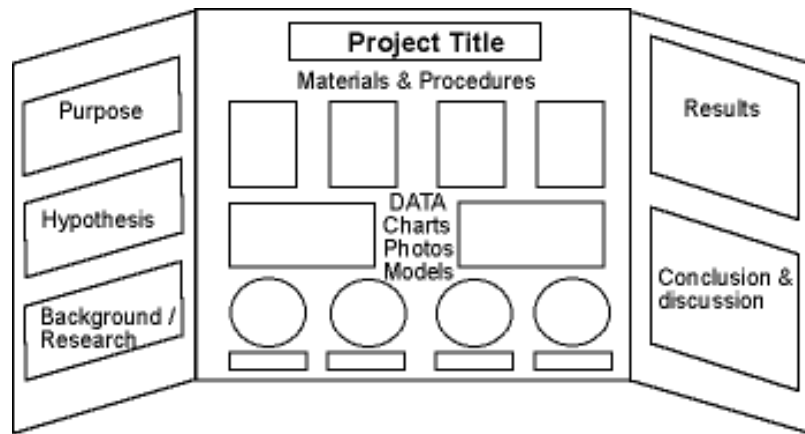 Project Title
Materials & Procedures
Purpose
Hypothesis
Background /
Research
DATA
Charts
Photos
Models
Results
Conclusion &
discussion